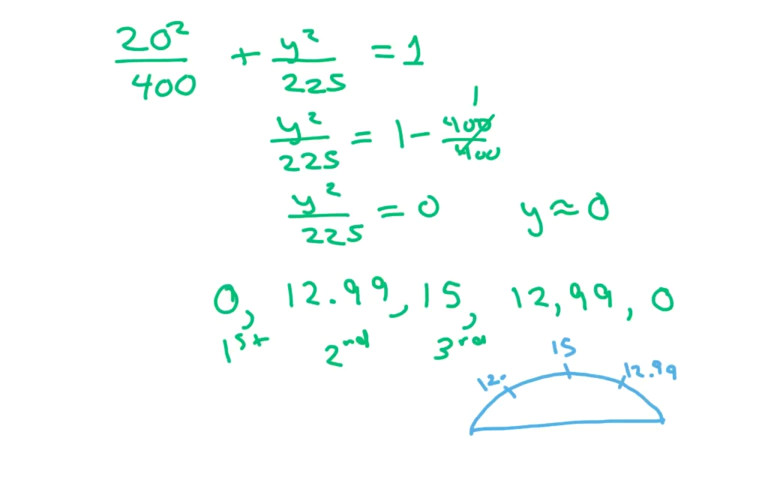 20²/400 + y²/225 = 1
y²/225 = 1 - 400/400 1
y²/225 = 0 y ≈ 0
0, 12.99, 15, 12,99, 0
1st 2nd 3rd
15
12. 12.99